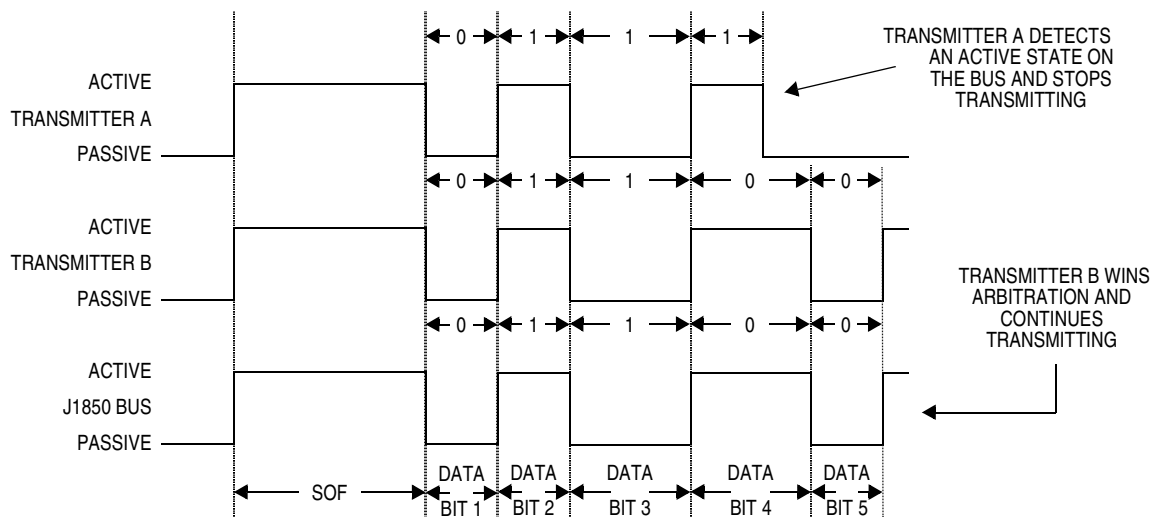 0 1 1 1
TRANSMITTER A DETECTS
AN ACTIVE STATE ON
THE BUS AND STOPS
TRANSMITTING
ACTIVE
TRANSMITTER A
PASSIVE
0 1 1 0 0
ACTIVE
TRANSMITTER B
PASSIVE
TRANSMITTER B WINS
ARBITRATION AND
CONTINUES
TRANSMITTING
0 1 1 0 0
ACTIVE
J1850 BUS
PASSIVE
SOF
DATA
BIT 1
DATA
BIT 2
DATA
BIT 3
DATA
BIT 4
DATA
BIT 5